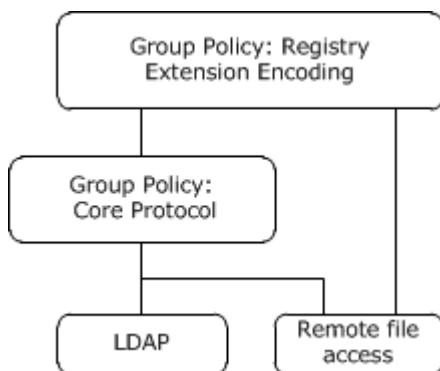 Group Policy: Registry
Extension Encoding
Group Policy:
Core Protocol
LDAP
Remote file
access